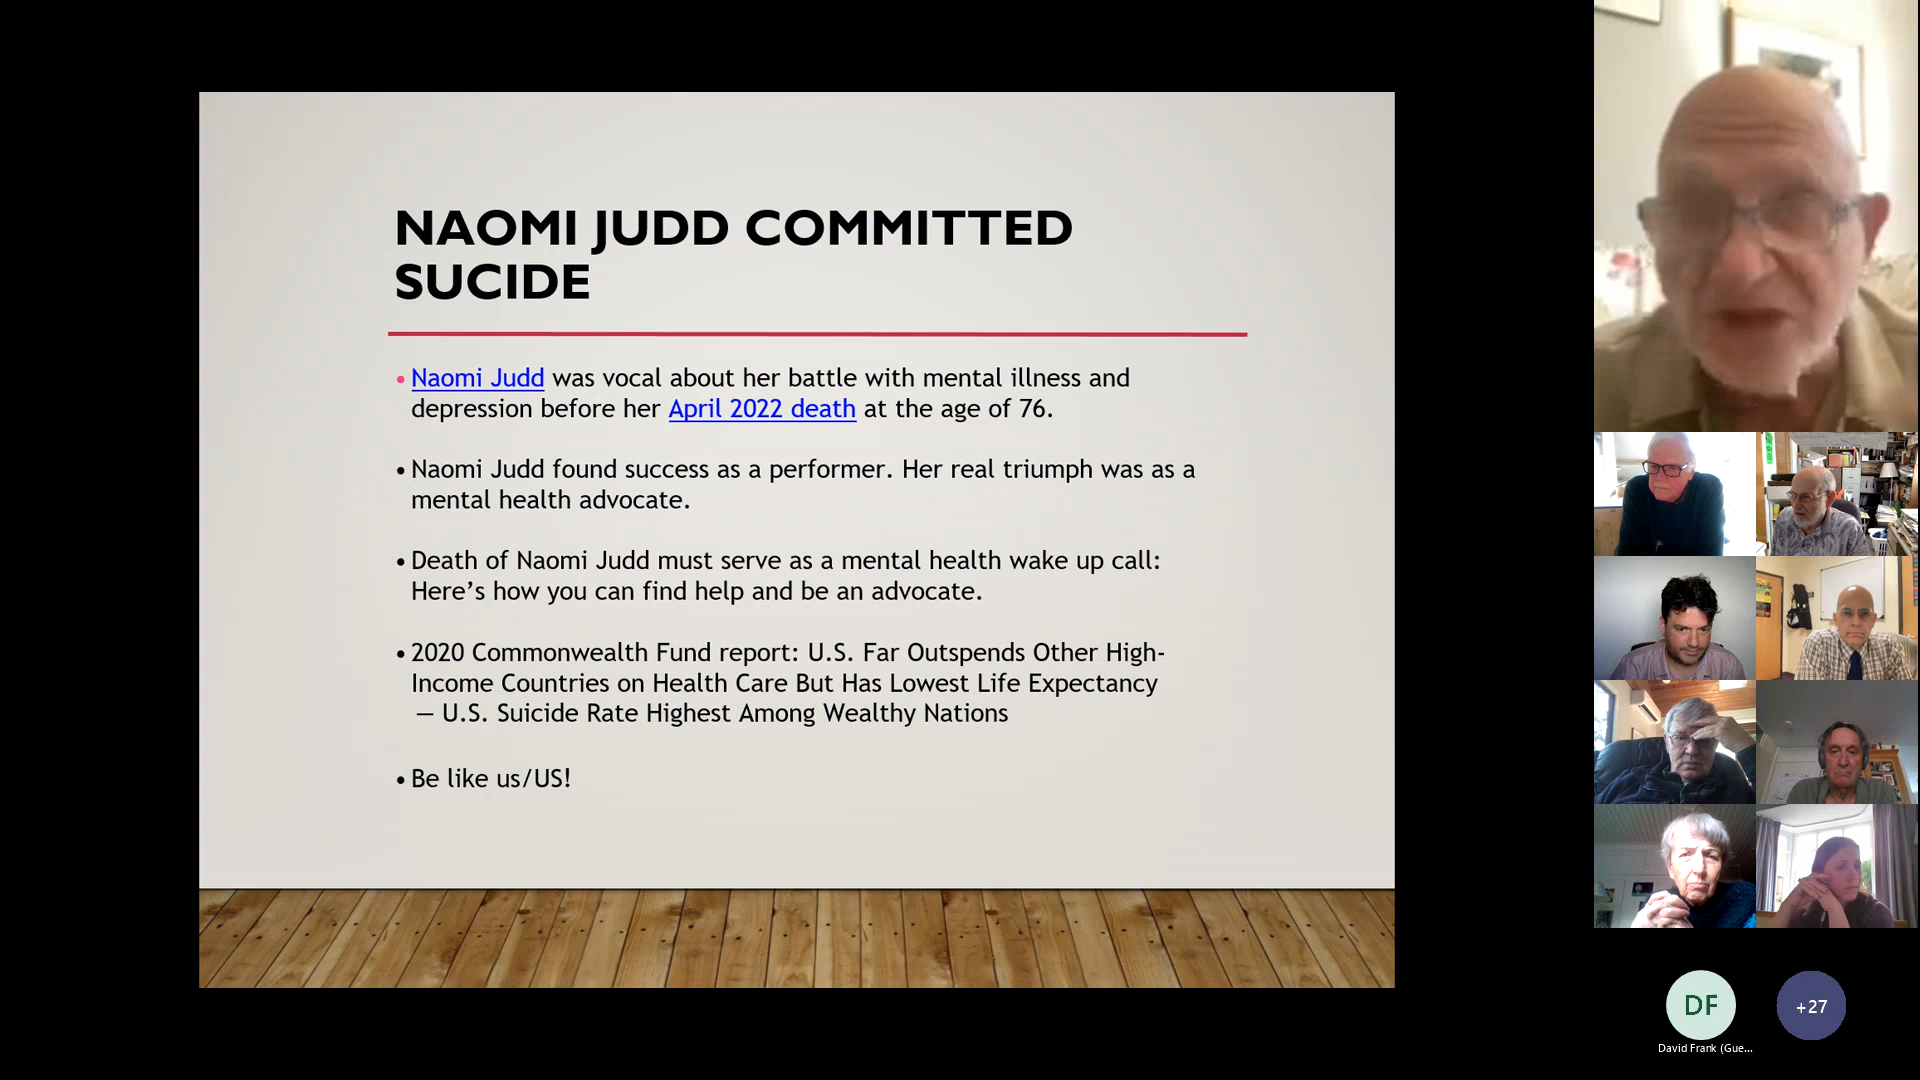 NAOMI JUDD COMMITTED
SUCIDE
• Naomi Judd was vocal about her battle with mental illness and
depression before her April 2022 death at the age of 76.
• Naomi Judd found success as a performer. Her real triumph was as a
mental health advocate.
• Death of Naomi Judd must serve as a mental health wake up call:
Here’s how you can find help and be an advocate.
• 2020 Commonwealth Fund report: U.S. Far Outspends Other High-
Income Countries on Health Care But Has Lowest Life Expectancy
— U.S. Suicide Rate Highest Among Wealthy Nations
• Be like us/US!
DF
+27
David Frank (Gue...